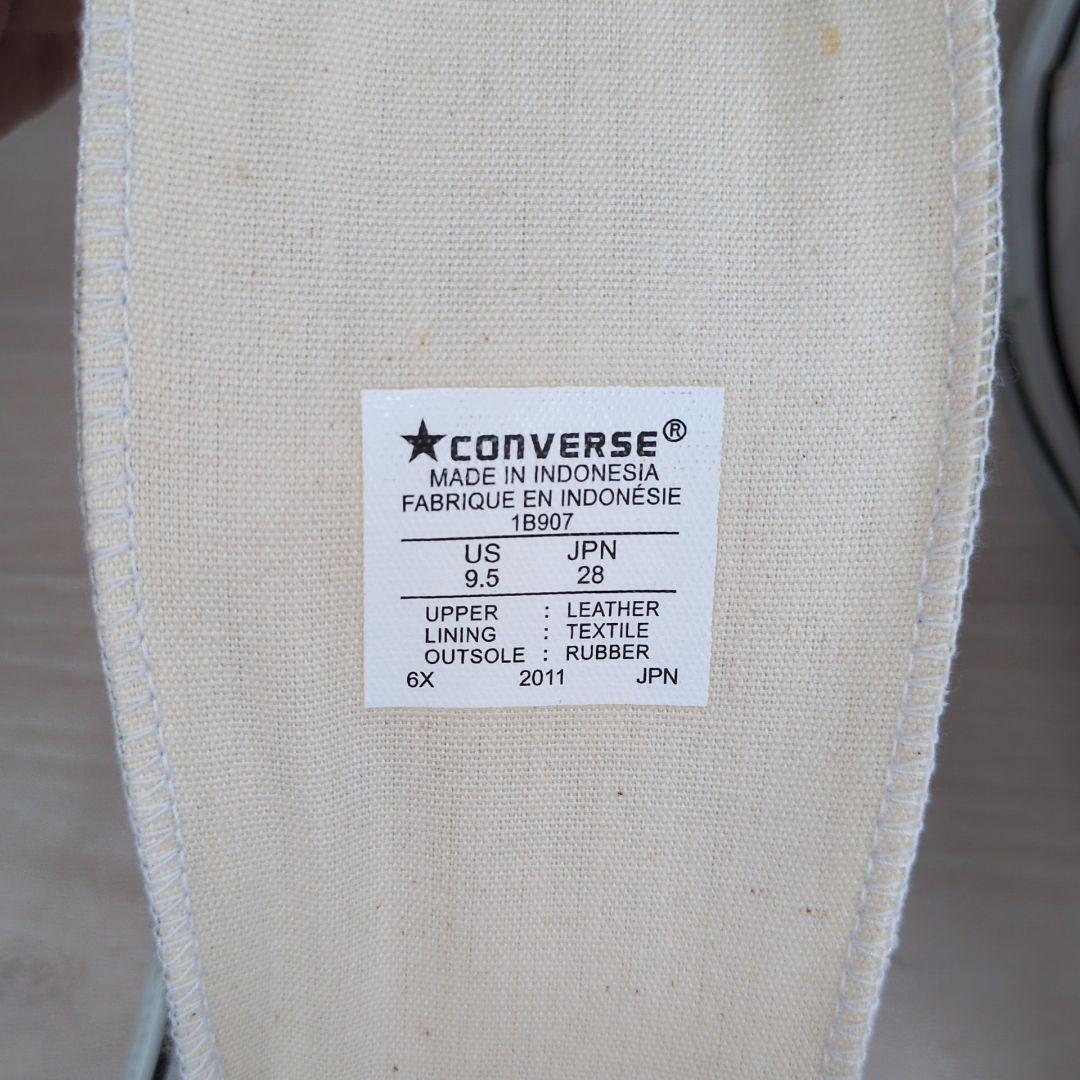 ★CONVERSE®
MADE IN INDONESIA
FABRIQUE EN INDONÉSIE
1B907
US JPN
9.5 28
UPPER : LEATHER
LINING : TEXTILE
OUTSOLE : RUBBER
6X 2011 JPN